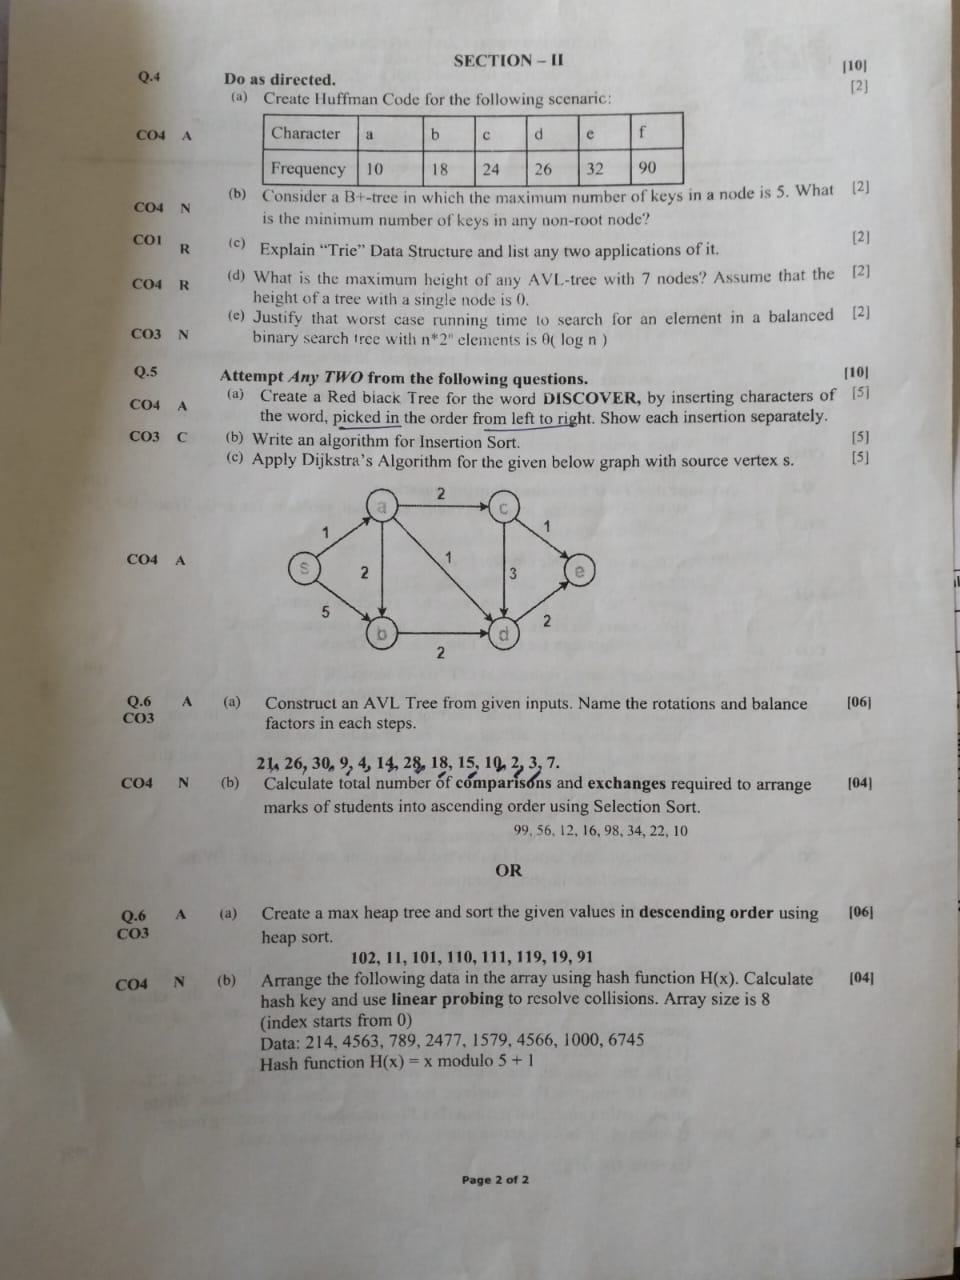 SECTION – II
Q.4 Do as directed. [10]
(a) Create Huffman Code for the following scenario: [2]
CO4 A
Character a b c d e f
Frequency 10 18 24 26 32 90
CO4 N (b) Consider a B+-tree in which the maximum number of keys in a node is 5. What [2]
is the minimum number of keys in any non-root node?
CO1 R (c) Explain “Trie” Data Structure and list any two applications of it. [2]
CO4 R (d) What is the maximum height of any AVL-tree with 7 nodes? Assume that the [2]
height of a tree with a single node is 0.
CO3 N (e) Justify that worst case running time to search for an element in a balanced [2]
binary search tree with n*2ⁿ elements is θ( log n )
Q.5 Attempt Any TWO from the following questions. [10]
CO4 A (a) Create a Red black Tree for the word DISCOVER, by inserting characters of [5]
the word, picked in the order from left to right. Show each insertion separately.
CO3 C (b) Write an algorithm for Insertion Sort. [5]
(c) Apply Dijkstra’s Algorithm for the given below graph with source vertex s. [5]
2
a c
1 1
CO4 A s 2 1 3 e
5 2
b d
2
Q.6 A (a) Construct an AVL Tree from given inputs. Name the rotations and balance [06]
CO3 factors in each steps.
21, 26, 30, 9, 4, 14, 28, 18, 15, 10, 2, 3, 7.
CO4 N (b) Calculate total number of comparisons and exchanges required to arrange [04]
marks of students into ascending order using Selection Sort.
99, 56, 12, 16, 98, 34, 22, 10
OR
Q.6 A (a) Create a max heap tree and sort the given values in descending order using [06]
CO3 heap sort.
102, 11, 101, 110, 111, 119, 19, 91
CO4 N (b) Arrange the following data in the array using hash function H(x). Calculate [04]
hash key and use linear probing to resolve collisions. Array size is 8
(index starts from 0)
Data: 214, 4563, 789, 2477, 1579, 4566, 1000, 6745
Hash function H(x) = x modulo 5 + 1
Page 2 of 2